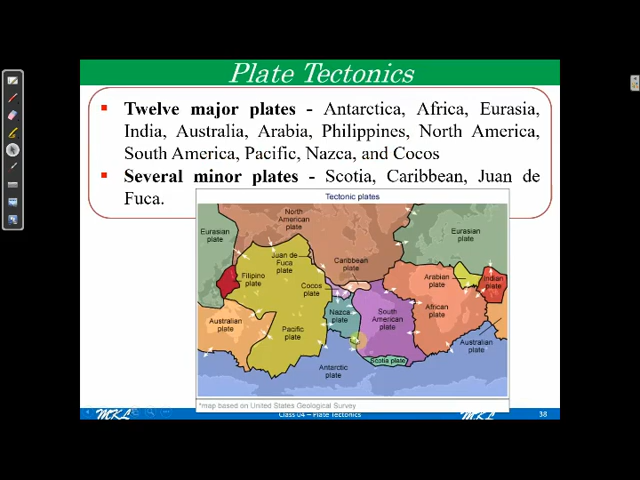 Plate Tectonics
Twelve major plates - Antarctica, Africa, Eurasia,
India, Australia, Arabia, Philippines, North America,
South America, Pacific, Nazca, and Cocos
Several minor plates - Scotia, Caribbean, Juan de
Fuca.
Tectonic plates
North
American
plate
Eurasian
plate
Eurasian
plate
Juan de
Fuca
plate
Caribbean
plate
Filipino
plate
Cocos
plate
Arabian
plate
Indian
plate
Nazca
plate
South
American
plate
African
plate
Australian
plate
Pacific
plate
Australian
plate
Scotia plate
Antarctic
plate
*map based on United States Geological Survey
MKL
Class 04 – Plate Tectonics
MKL
38